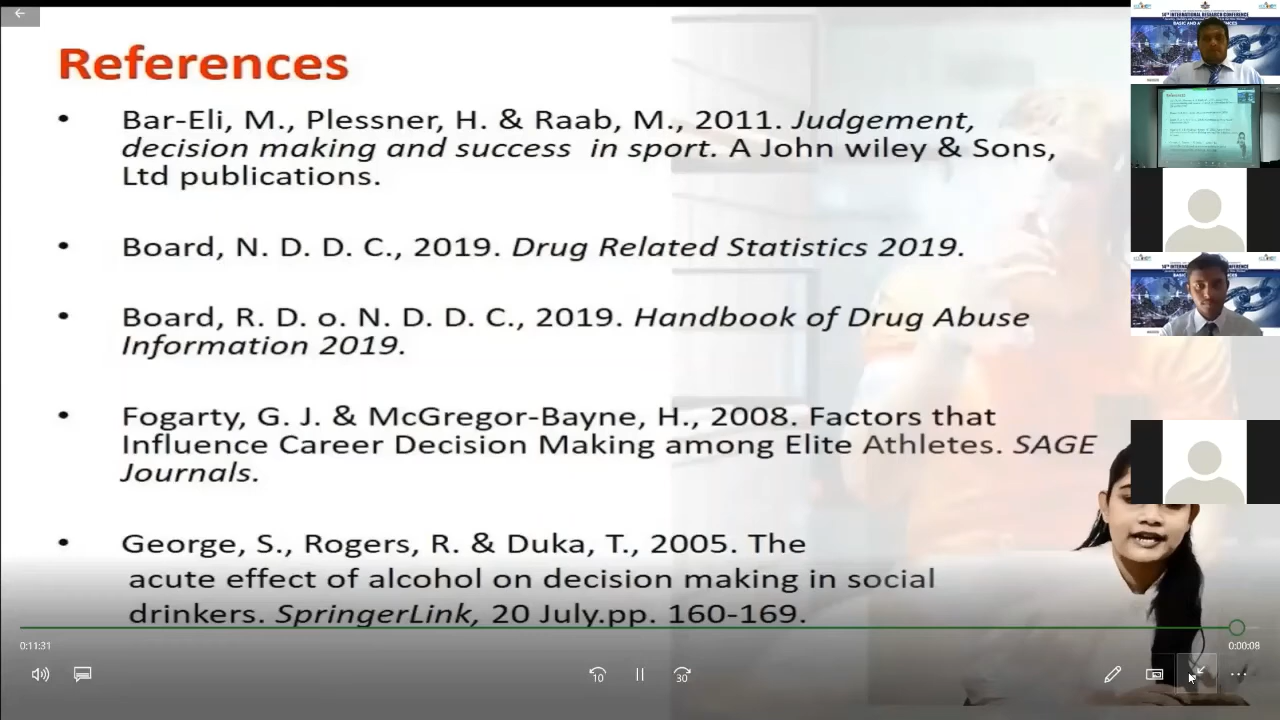 References
• Bar-Eli, M., Plessner, H & Raab, M., 2011. Judgement,
decision making and success in sport. A John wiley & Sons,
Ltd publications.
• Board, N. D. D. C., 2019. Drug Related Statistics 2019.
• Board, R. D. o. N. D. D. C., 2019. Handbook of Drug Abuse
Information 2019.
• Fogarty, G. J. & McGregor-Bayne, H., 2008. Factors that
Influence Career Decision Making among Elite Athletes. SAGE
Journals.
• George, S., Rogers, R. & Duka, T., 2005. The
acute effect of alcohol on decision making in social
drinkers. SpringerLink, 20 July.pp. 160-169.
0:11:31
0:00:08
10
30
14TH INTERNATIONAL RESEARCH CONFERENCE